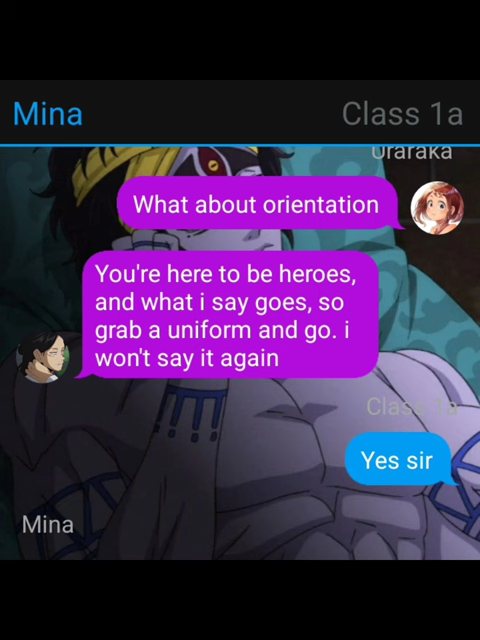 Mina Class 1a
Uraraka
What about orientation
You're here to be heroes,
and what i say goes, so
grab a uniform and go. i
won't say it again
Class 1a
Yes sir
Mina